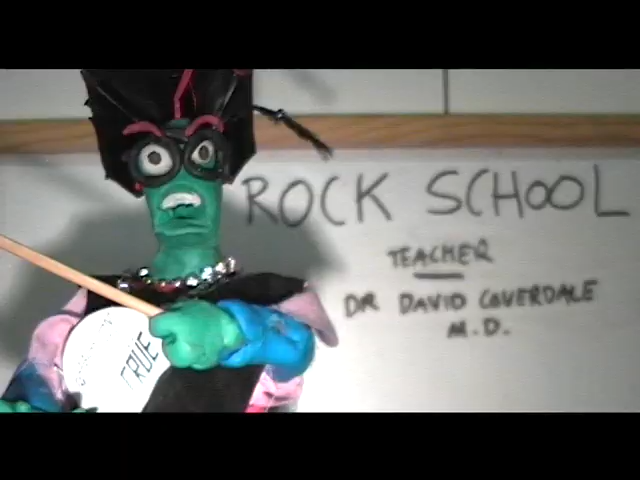 ROCK SCHOOL
TEACHER
DR DAVID COVERDALE
M.D.
TRUE